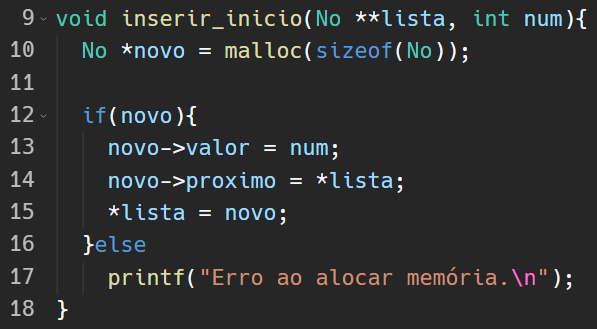 9 void inserir_inicio(No **lista, int num){
10   No *novo = malloc(sizeof(No));
11
12   if(novo){
13     novo->valor = num;
14     novo->proximo = *lista;
15     *lista = novo;
16   }else
17     printf("Erro ao alocar memória.\n");
18 }